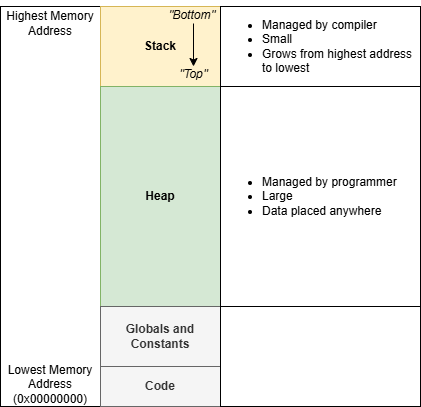 Highest Memory
Address
"Bottom"
Stack
"Top"
• Managed by compiler
• Small
• Grows from highest address
to lowest
Heap
• Managed by programmer
• Large
• Data placed anywhere
Globals and
Constants
Lowest Memory
Address
(0x00000000)
Code